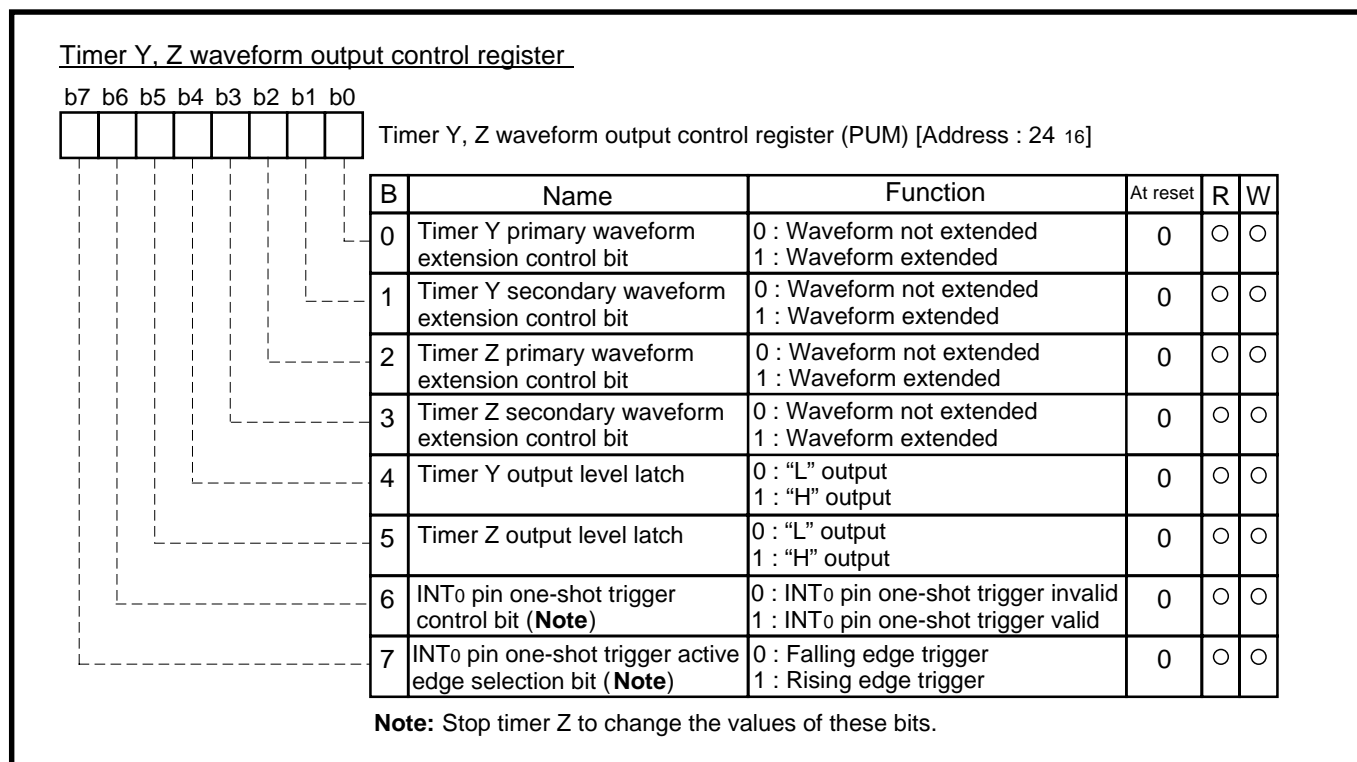 Timer Y, Z waveform output control register
b7 b6 b5 b4 b3 b2 b1 b0
Timer Y, Z waveform output control register (PUM) [Address : 24 16]
B Name Function At reset R W
0 Timer Y primary waveform extension control bit 0 : Waveform not extended 0 ○ ○
1 : Waveform extended
1 Timer Y secondary waveform extension control bit 0 : Waveform not extended 0 ○ ○
1 : Waveform extended
2 Timer Z primary waveform extension control bit 0 : Waveform not extended 0 ○ ○
1 : Waveform extended
3 Timer Z secondary waveform extension control bit 0 : Waveform not extended 0 ○ ○
1 : Waveform extended
4 Timer Y output level latch 0 : “L” output 0 ○ ○
1 : “H” output
5 Timer Z output level latch 0 : “L” output 0 ○ ○
1 : “H” output
6 INT0 pin one-shot trigger control bit (Note) 0 : INT0 pin one-shot trigger invalid 0 ○ ○
1 : INT0 pin one-shot trigger valid
7 INT0 pin one-shot trigger active edge selection bit (Note) 0 : Falling edge trigger 0 ○ ○
1 : Rising edge trigger
Note: Stop timer Z to change the values of these bits.